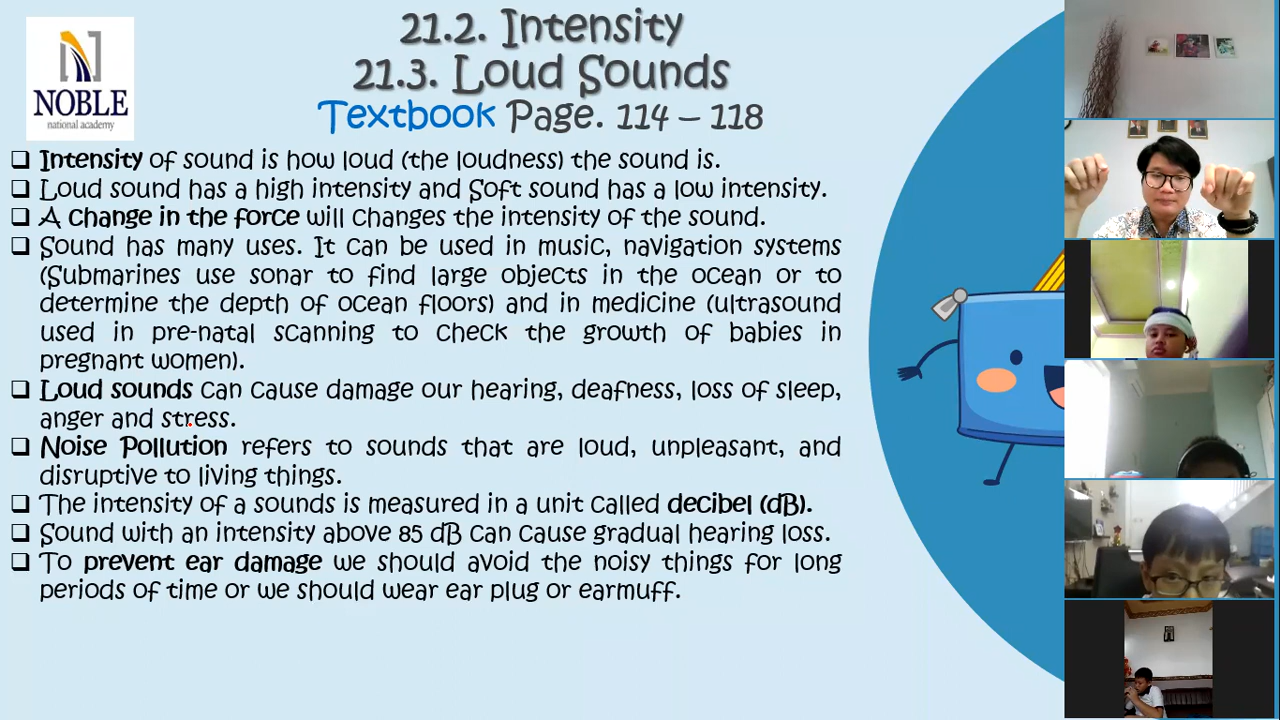 NOBLE
national academy
21.2. Intensity
21.3. Loud Sounds
Textbook Page. 114 – 118
❑ Intensity of sound is how loud (the loudness) the sound is.
❑ Loud sound has a high intensity and Soft sound has a low intensity.
❑ A change in the force will changes the intensity of the sound.
❑ Sound has many uses. It can be used in music, navigation systems
(Submarines use sonar to find large objects in the ocean or to
determine the depth of ocean floors) and in medicine (ultrasound
used in pre-natal scanning to check the growth of babies in
pregnant women).
❑ Loud sounds can cause damage our hearing, deafness, loss of sleep,
anger and stress.
❑ Noise Pollution refers to sounds that are loud, unpleasant, and
disruptive to living things.
❑ The intensity of a sounds is measured in a unit called decibel (dB).
❑ Sound with an intensity above 85 dB can cause gradual hearing loss.
❑ To prevent ear damage we should avoid the noisy things for long
periods of time or we should wear ear plug or earmuff.